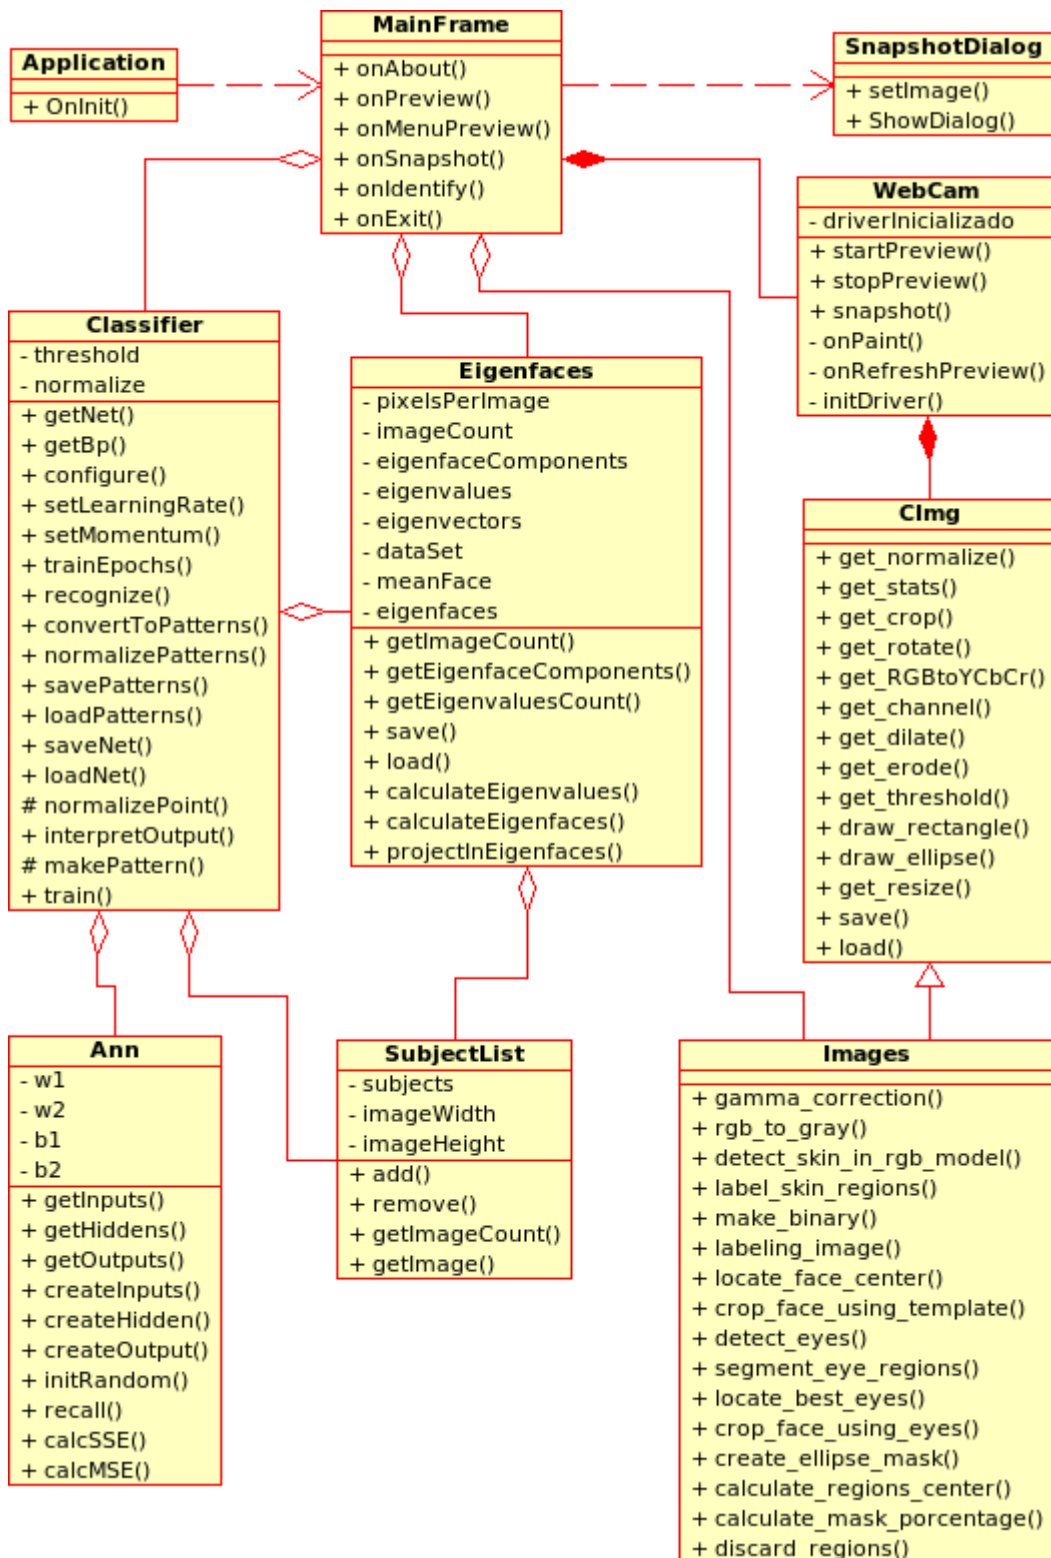 MainFrame
+ onAbout()
+ onPreview()
+ onMenuPreview()
+ onSnapshot()
+ onIdentify()
+ onExit()
Application
+ OnInit()
SnapshotDialog
+ setImage()
+ ShowDialog()
WebCam
- driverInicializado
+ startPreview()
+ stopPreview()
+ snapshot()
- onPaint()
- onRefreshPreview()
- initDriver()
Classifier
- threshold
- normalize
+ getNet()
+ getBp()
+ configure()
+ setLearningRate()
+ setMomentum()
+ trainEpochs()
+ recognize()
+ convertToPatterns()
+ normalizePatterns()
+ savePatterns()
+ loadPatterns()
+ saveNet()
+ loadNet()
# normalizePoint()
+ interpretOutput()
# makePattern()
+ train()
Eigenfaces
- pixelsPerImage
- imageCount
- eigenfaceComponents
- eigenvalues
- eigenvectors
- dataSet
- meanFace
- eigenfaces
+ getImageCount()
+ getEigenfaceComponents()
+ getEigenvaluesCount()
+ save()
+ load()
+ calculateEigenvalues()
+ calculateEigenfaces()
+ projectInEigenfaces()
CImg
+ get_normalize()
+ get_stats()
+ get_crop()
+ get_rotate()
+ get_RGBtoYCbCr()
+ get_channel()
+ get_dilate()
+ get_erode()
+ get_threshold()
+ draw_rectangle()
+ draw_ellipse()
+ get_resize()
+ save()
+ load()
Ann
- w1
- w2
- b1
- b2
+ getInputs()
+ getHiddens()
+ getOutputs()
+ createInputs()
+ createHidden()
+ createOutput()
+ initRandom()
+ recall()
+ calcSSE()
+ calcMSE()
SubjectList
- subjects
- imageWidth
- imageHeight
+ add()
+ remove()
+ getImageCount()
+ getImage()
Images
+ gamma_correction()
+ rgb_to_gray()
+ detect_skin_in_rgb_model()
+ label_skin_regions()
+ make_binary()
+ labeling_image()
+ locate_face_center()
+ crop_face_using_template()
+ detect_eyes()
+ segment_eye_regions()
+ locate_best_eyes()
+ crop_face_using_eyes()
+ create_ellipse_mask()
+ calculate_regions_center()
+ calculate_mask_porcentage()
+ discard_regions()